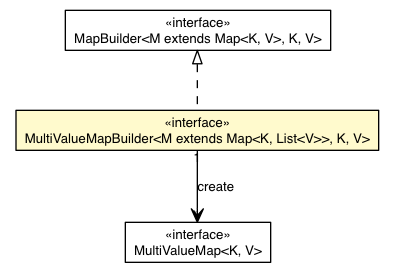 «interface»
MapBuilder<M extends Map<K, V>, K, V>
«interface»
MultiValueMapBuilder<M extends Map<K, List<V>>, K, V>
create
«interface»
MultiValueMap<K, V>